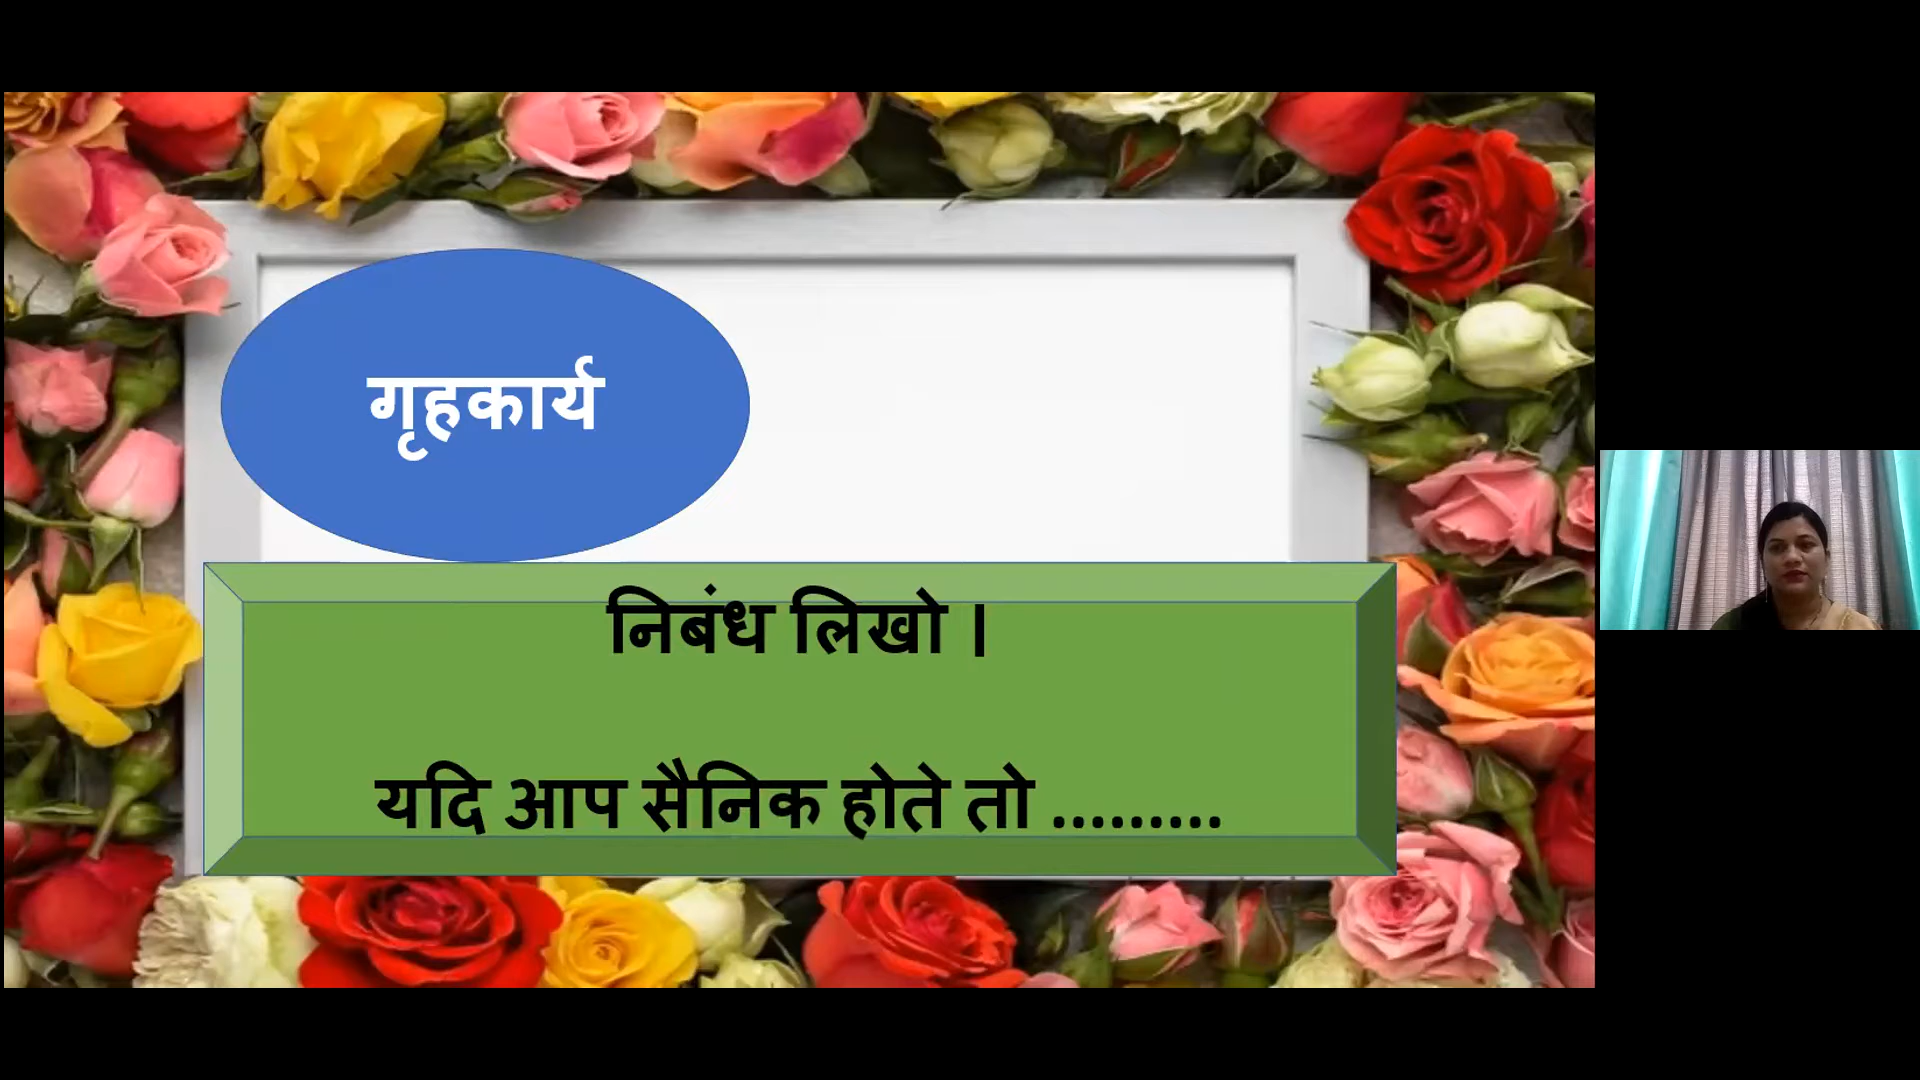 गृहकार्य
निबंध लिखो ।
यदि आप सैनिक होते तो .........